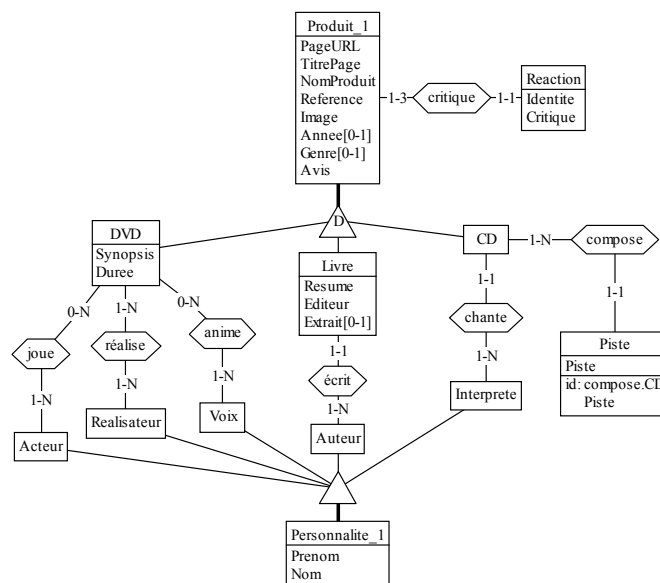 Produit_1
PageURL
TitrePage
NomProduit
Reference
Image
Annee[0-1]
Genre[0-1]
Avis
1-3
critique
1-1
Reaction
Identite
Critique
D
DVD
Synopsis
Duree
Livre
Resume
Editeur
Extrait[0-1]
CD
1-N
compose
0-N
1-N
0-N
1-1
1-1
joue
réalise
anime
chante
1-1
Piste
Piste
id: compose.CD
Piste
1-N
1-N
1-N
écrit
1-N
1-N
Acteur
Realisateur
Voix
Auteur
Interprete
Personnalite_1
Prenom
Nom